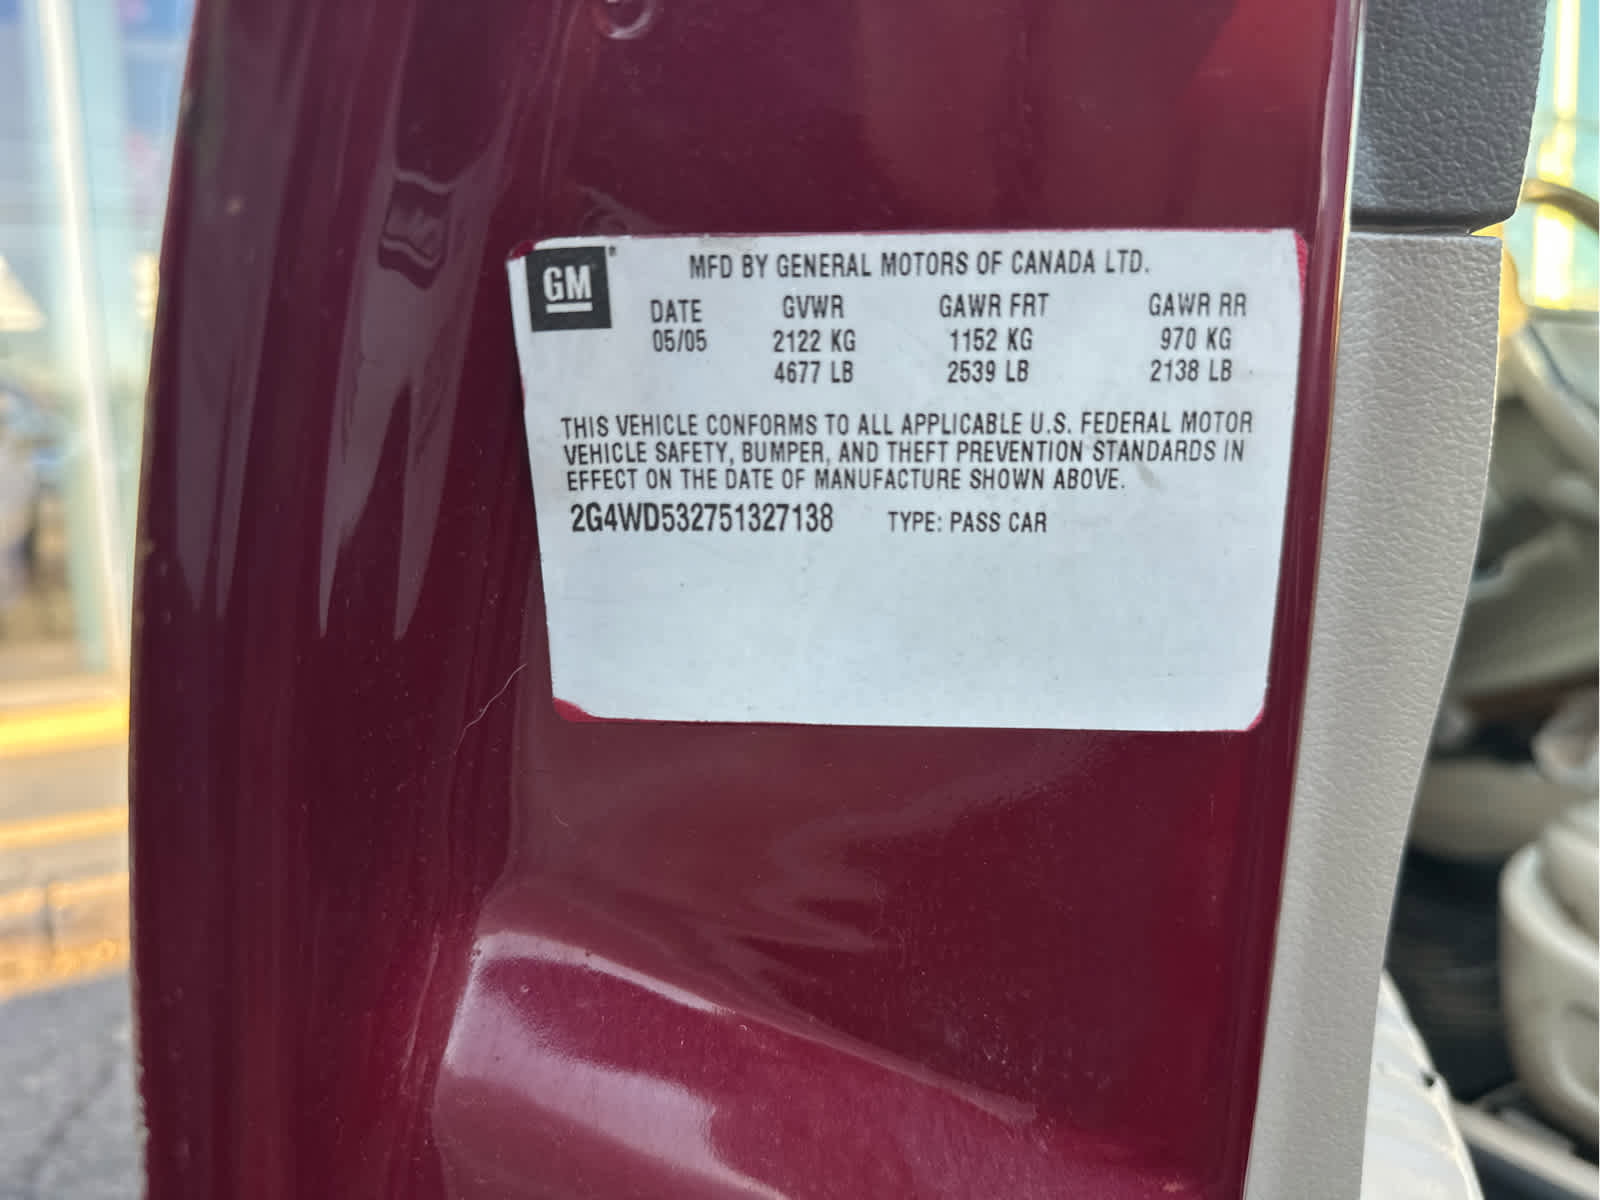 GM
MFD BY GENERAL MOTORS OF CANADA LTD.
DATE GVWR GAWR FRT GAWR RR
05/05 2122 KG 1152 KG 970 KG
4677 LB 2539 LB 2138 LB
THIS VEHICLE CONFORMS TO ALL APPLICABLE U.S. FEDERAL MOTOR
VEHICLE SAFETY, BUMPER, AND THEFT PREVENTION STANDARDS IN
EFFECT ON THE DATE OF MANUFACTURE SHOWN ABOVE.
2G4WD532751327138 TYPE: PASS CAR